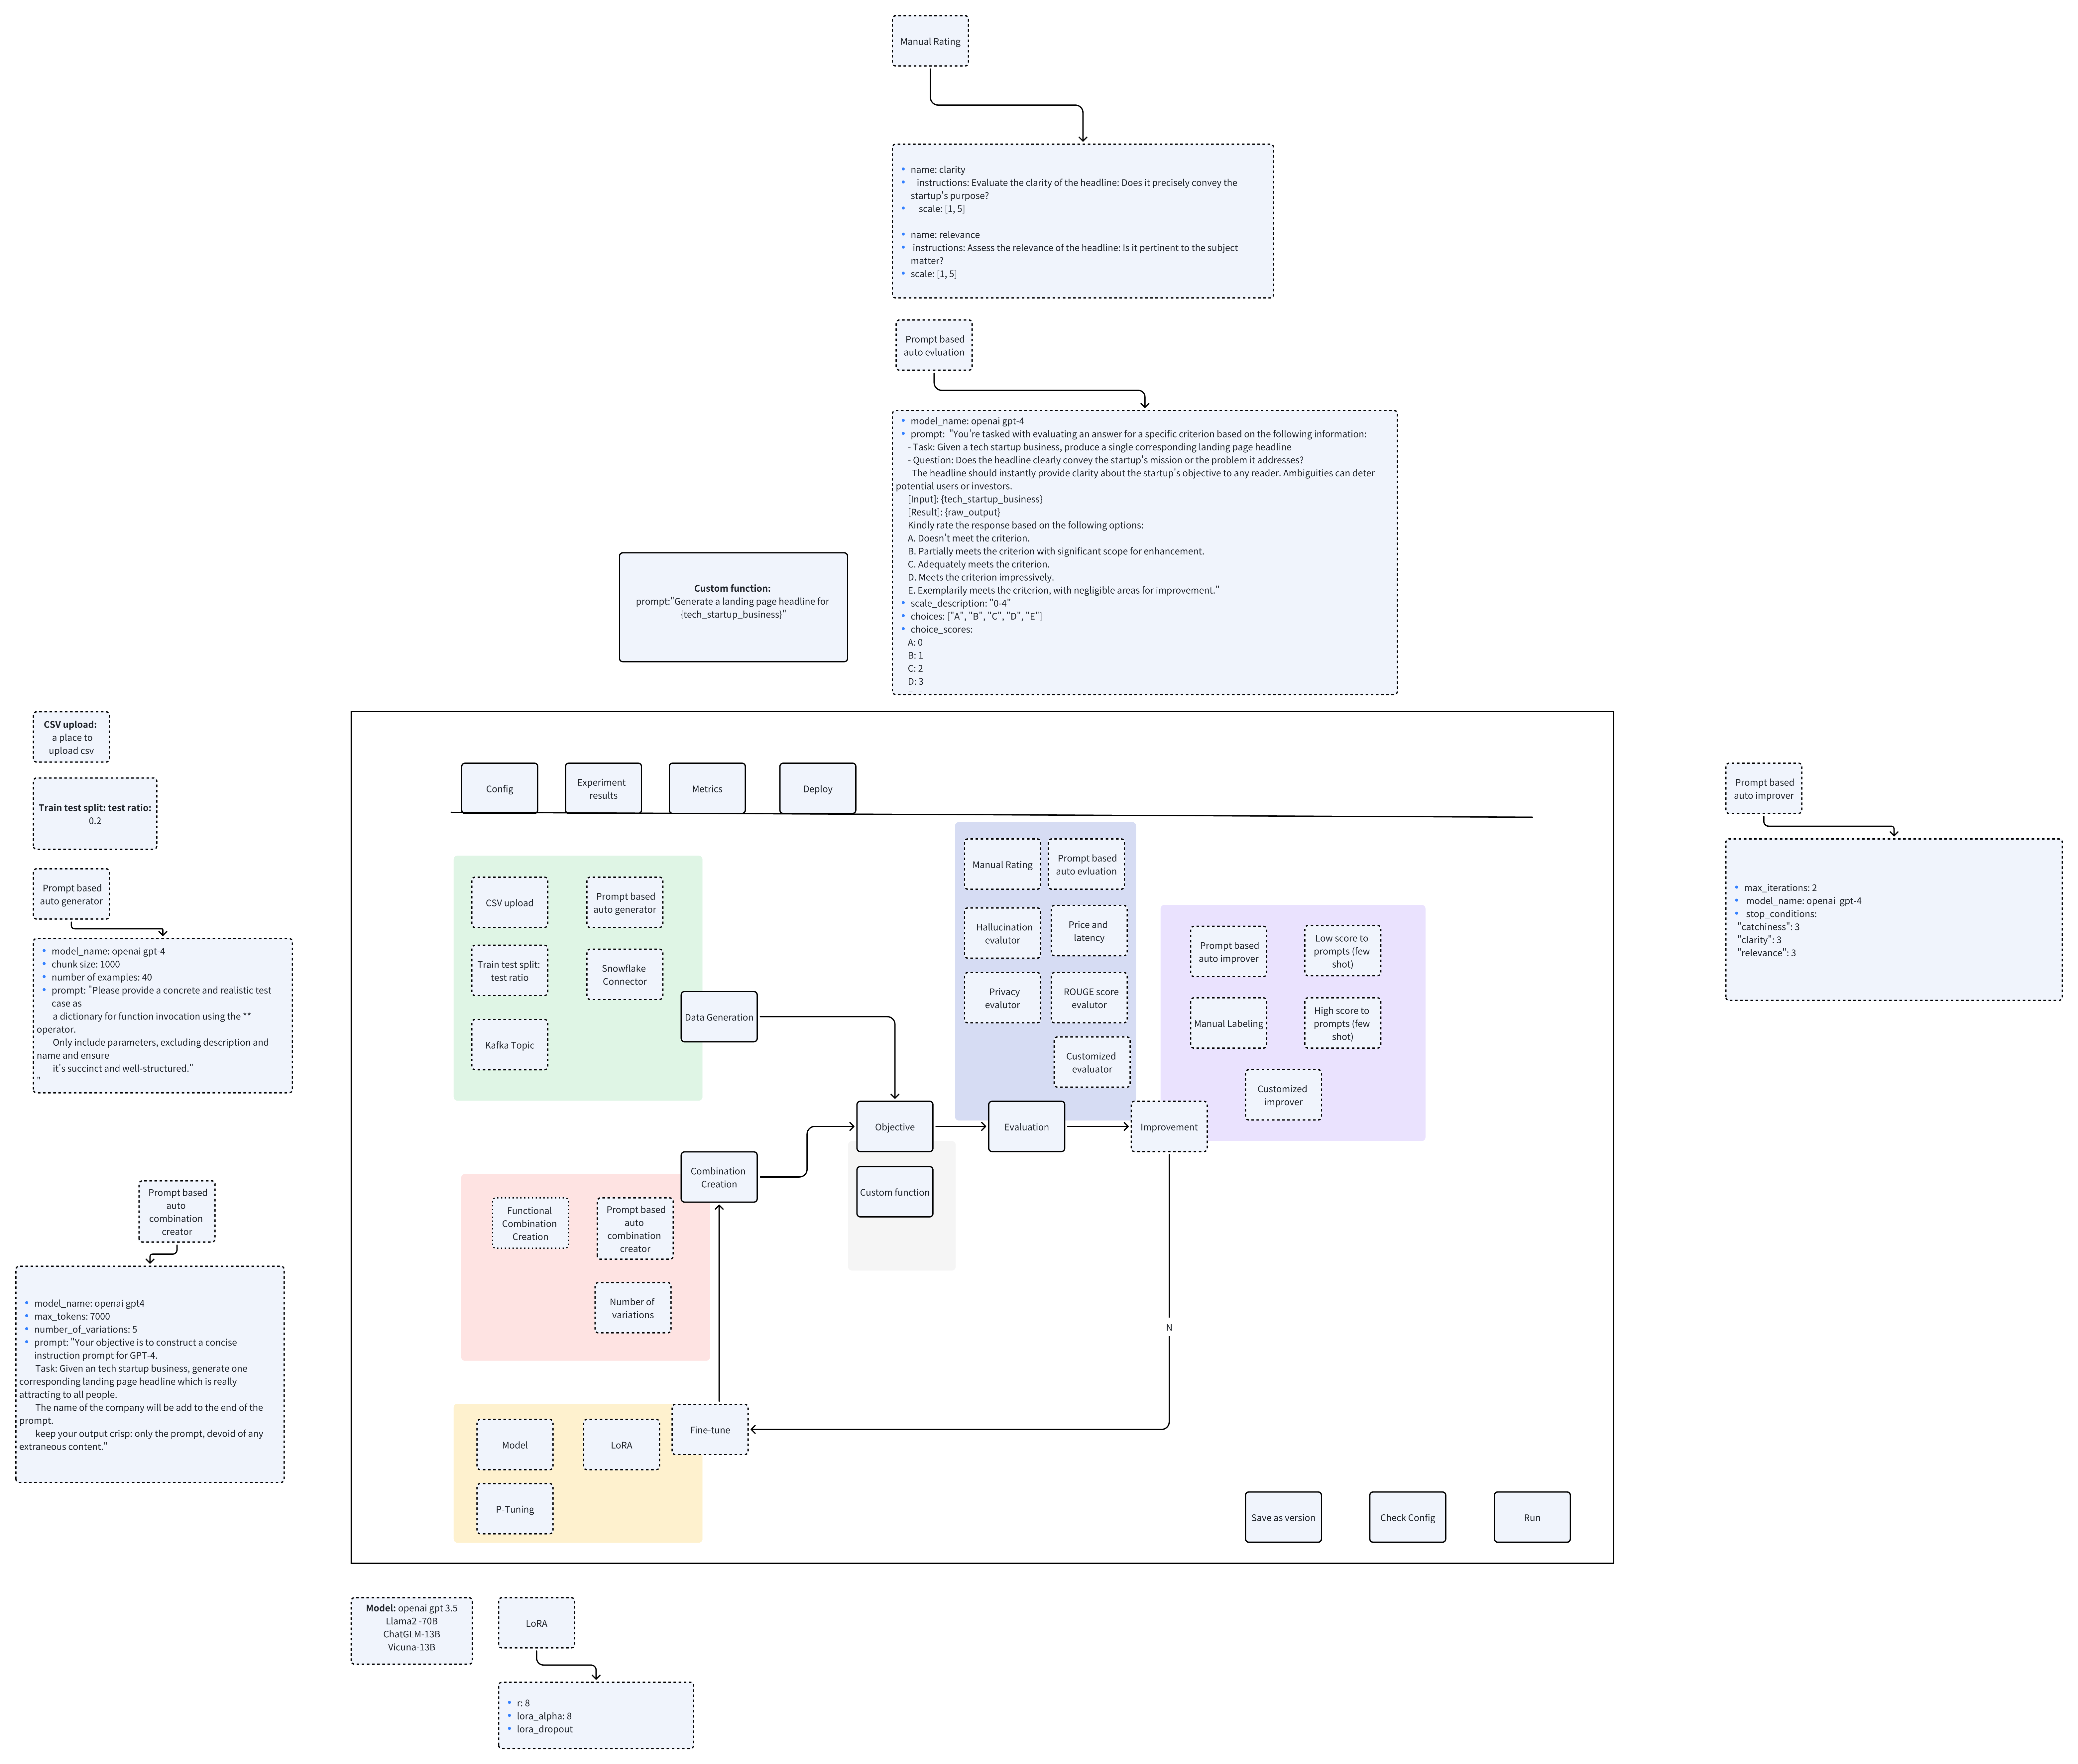 Manual Rating
name: clarity
instructions: Evaluate the clarity of the headline: Does it precisely convey the
startup's purpose?
scale: [1, 5]
name: relevance
instructions: Assess the relevance of the headline: Is it pertinent to the subject
matter?
scale: [1, 5]
Prompt based
auto evluation
model_name: openai gpt-4
prompt: "You're tasked with evaluating an answer for a specific criterion based on the following information:
- Task: Given a tech startup business, produce a single corresponding landing page headline
- Question: Does the headline clearly convey the startup's mission or the problem it addresses?
The headline should instantly provide clarity about the startup's objective to any reader. Ambiguities can deter
potential users or investors.
[Input]: {tech_startup_business}
[Result]: {raw_output}
Kindly rate the response based on the following options:
A. Doesn't meet the criterion.
B. Partially meets the criterion with significant scope for enhancement.
C. Adequately meets the criterion.
D. Meets the criterion impressively.
E. Exemplarily meets the criterion, with negligible areas for improvement."
scale_description: "0-4"
choices: ["A", "B", "C", "D", "E"]
choice_scores:
A: 0
B: 1
C: 2
D: 3
Custom function:
prompt:"Generate a landing page headline for
{tech_startup_business}"
CSV upload:
a place to
upload csv
Train test split: test ratio:
0.2
Prompt based
auto generator
model_name: openai gpt-4
chunk size: 1000
number of examples: 40
prompt: "Please provide a concrete and realistic test
case as
a dictionary for function invocation using the **
operator.
Only include parameters, excluding description and
name and ensure
it's succinct and well-structured."
"
Prompt based
auto
combination
creator
model_name: openai gpt4
max_tokens: 7000
number_of_variations: 5
prompt: "Your objective is to construct a concise
instruction prompt for GPT-4.
Task: Given an tech startup business, generate one
corresponding landing page headline which is really
attracting to all people.
The name of the company will be add to the end of the
prompt.
keep your output crisp: only the prompt, devoid of any
extraneous content."
Config
Experiment
results
Metrics
Deploy
CSV upload
Prompt based
auto generator
Train test split:
test ratio
Snowflake
Connector
Kafka Topic
Data Generation
Manual Rating
Prompt based
auto evluation
Hallucination
evalutor
Price and
latency
Privacy
evalutor
ROUGE score
evalutor
Customized
evaluator
Prompt based
auto improver
Low score to
prompts (few
shot)
Manual Labeling
High score to
prompts (few
shot)
Customized
improver
Objective
Evaluation
Improvement
Custom function
Combination
Creation
Functional
Combination
Creation
Prompt based
auto
combination
creator
Number of
variations
N
Fine-tune
Model
LoRA
P-Tuning
Save as version
Check Config
Run
Prompt based
auto improver
max_iterations: 2
model_name: openai gpt-4
stop_conditions:
"catchiness": 3
"clarity": 3
"relevance": 3
Model: openai gpt 3.5
Llama2 -70B
ChatGLM-13B
Vicuna-13B
LoRA
r: 8
lora_alpha: 8
lora_dropout